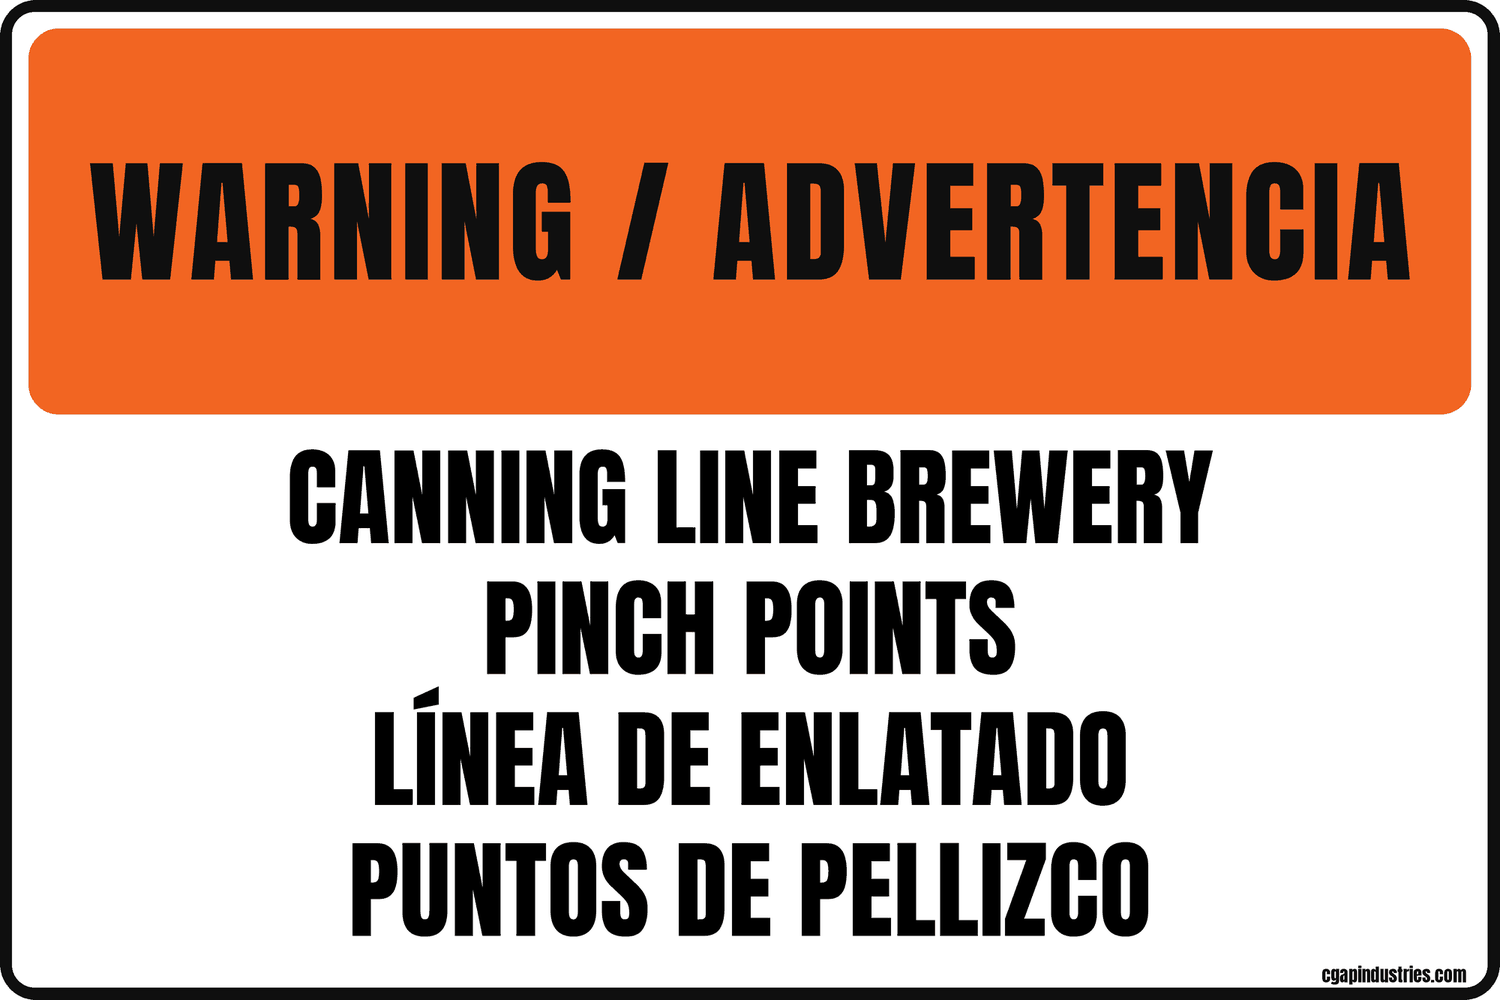 WARNING / ADVERTENCIA
CANNING LINE BREWERY
PINCH POINTS
LÍNEA DE ENLATADO
PUNTOS DE PELLIZCO
cgapindustries.com